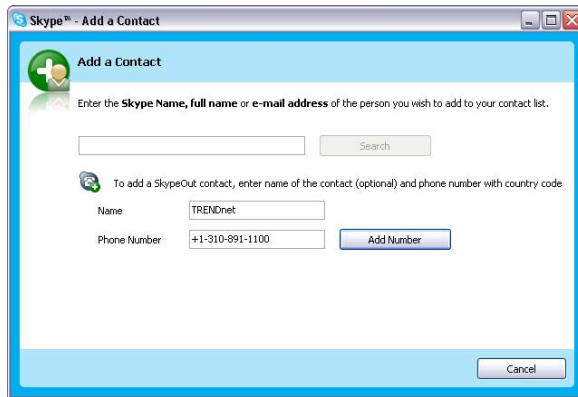 Skype™ - Add a Contact
Add a Contact
Enter the Skype Name, full name or e-mail address of the person you wish to add to your contact list.
Search
To add a SkypeOut contact, enter name of the contact (optional) and phone number with country code
Name TRENDnet
Phone Number +1-310-891-1100 Add Number
Cancel